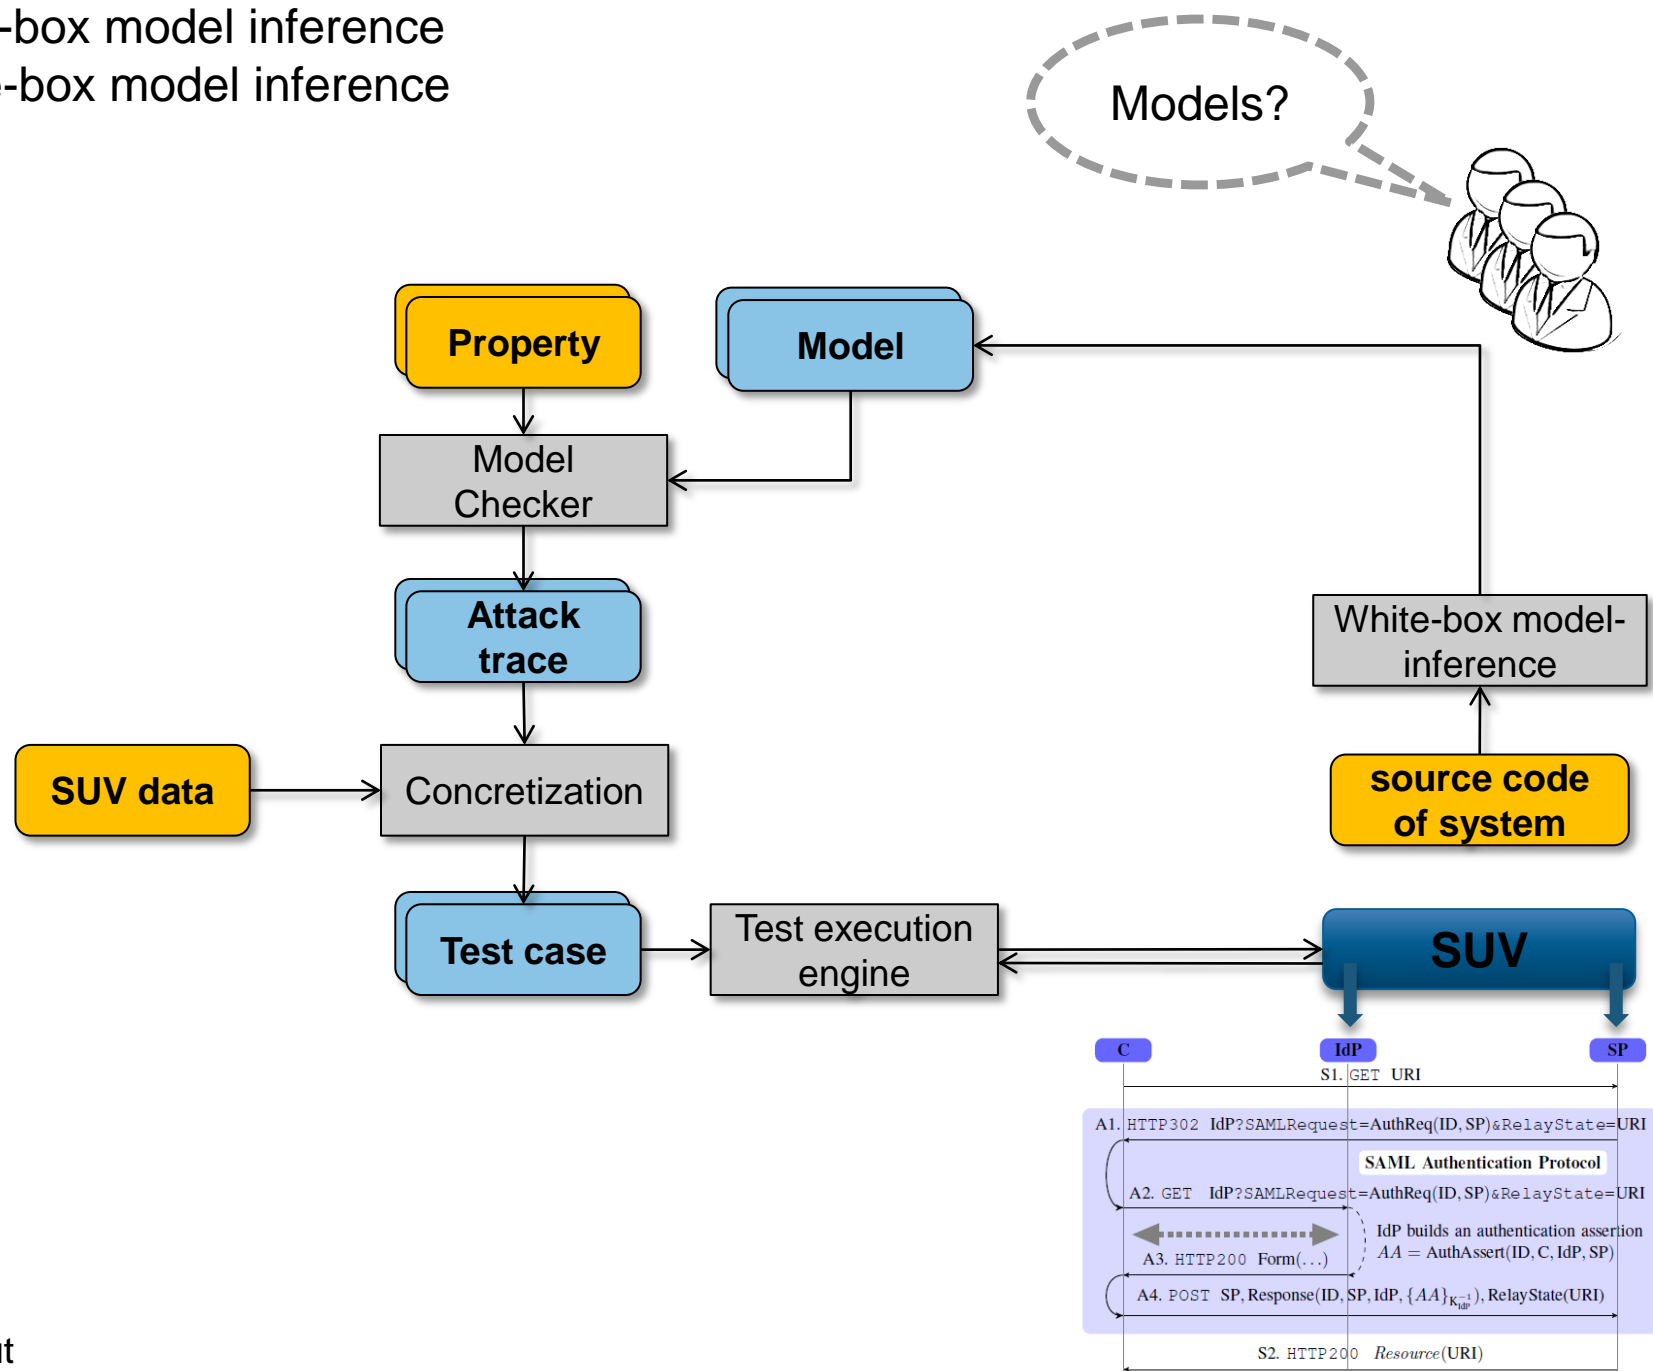 -box model inference
e-box model inference
Models?
Property
Model
Model
Checker
Attack
trace
White-box model-
inference
SUV data
Concretization
source code
of system
Test case
Test execution
engine
SUV
C
IdP
SP
S1. GET URI
A1. HTTP302 IdP?SAMLRequest=AuthReq(ID, SP)&RelayState=URI
SAML Authentication Protocol
A2. GET IdP?SAMLRequest=AuthReq(ID, SP)&RelayState=URI
IdP builds an authentication assertion
AA = AuthAssert(ID, C, IdP, SP)
A3. HTTP200 Form(...)
A4. POST SP, Response(ID, SP, IdP, {AA}_{K_{IdP}^{-1}}), RelayState(URI)
S2. HTTP200 Resource(URI)
ut